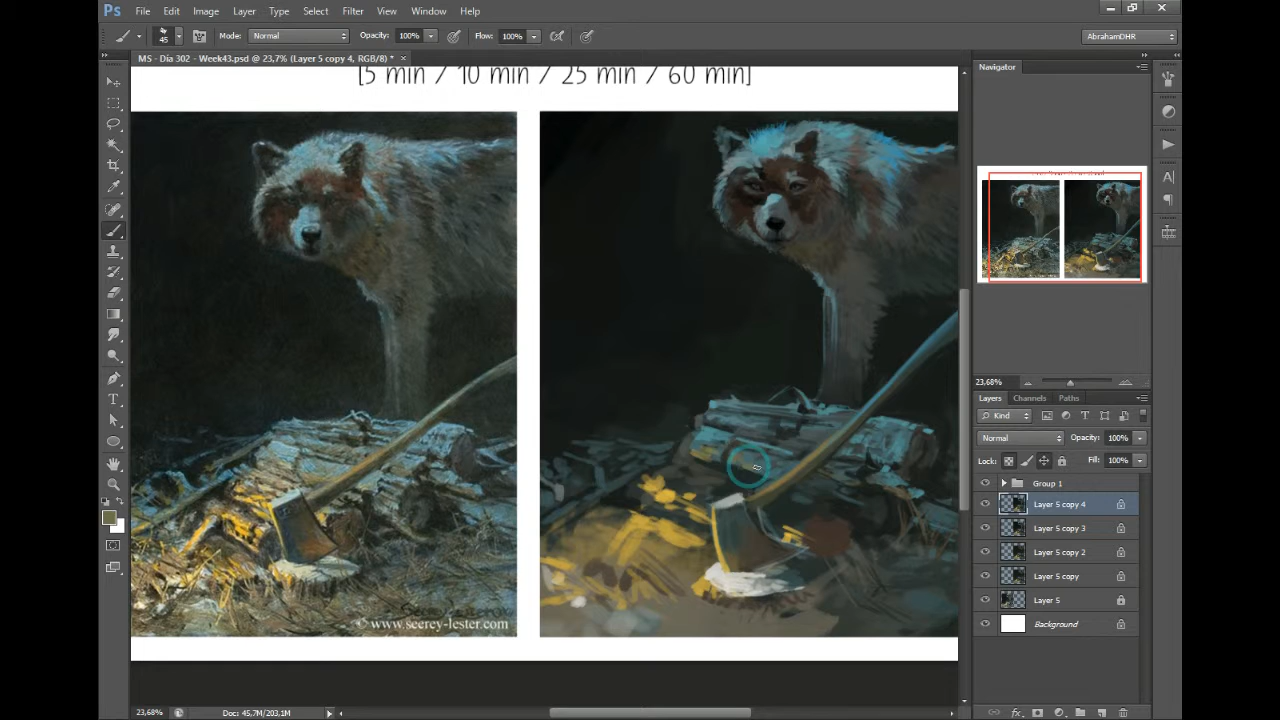 Ps File Edit Image Layer Type Select Filter View Window Help
45 Mode: Normal Opacity: 100% Flow: 100% AbrahamDHR
MS - Dia 302 - Week43.psd @ 23,7% (Layer 5 copy 4, RGB/8) *
[5 min / 10 min / 25 min / 60 min]
© www.seerey-lester.com
Navigator
23,68%
Layers Channels Paths
Kind
Normal Opacity: 100%
Lock: Fill: 100%
Group 1
Layer 5 copy 4
Layer 5 copy 3
Layer 5 copy 2
Layer 5 copy
Layer 5
Background
23,68% Doc: 45,7M/203,1M